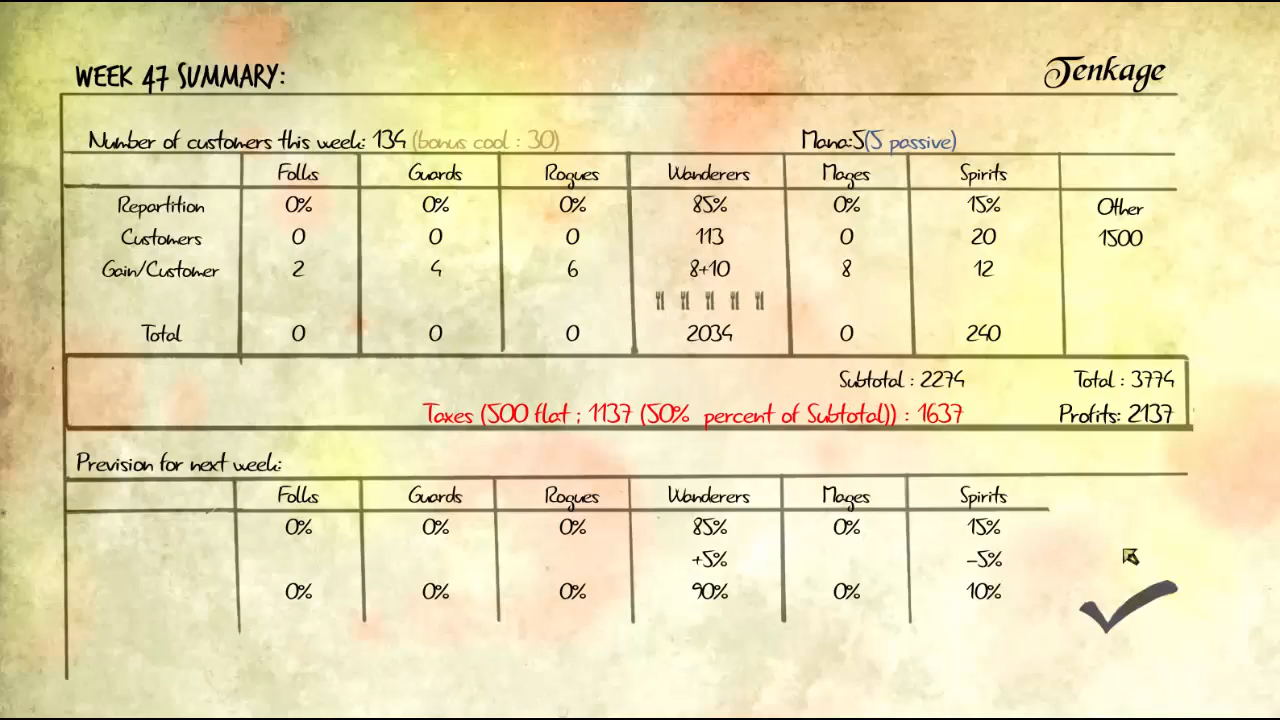 WEEK 47 SUMMARY: Tenkage
Number of customers this week: 134 (bonus cool : 30) Mana:5(5 passive)
Folks Guards Rogues Wanderers Mages Spirits
Repartition 0% 0% 0% 85% 0% 15% Other
Customers 0 0 0 113 0 20 1500
Gain/Customer 2 4 6 8+10 8 12
Total 0 0 0 2034 0 240
Subtotal : 2274 Total : 3774
Taxes (500 flat ; 1137 (50% percent of Subtotal)) : 1637 Profits: 2137
Prevision for next week:
Folks Guards Rogues Wanderers Mages Spirits
0% 0% 0% 85% 0% 15%
+5% -5%
0% 0% 0% 90% 0% 10%